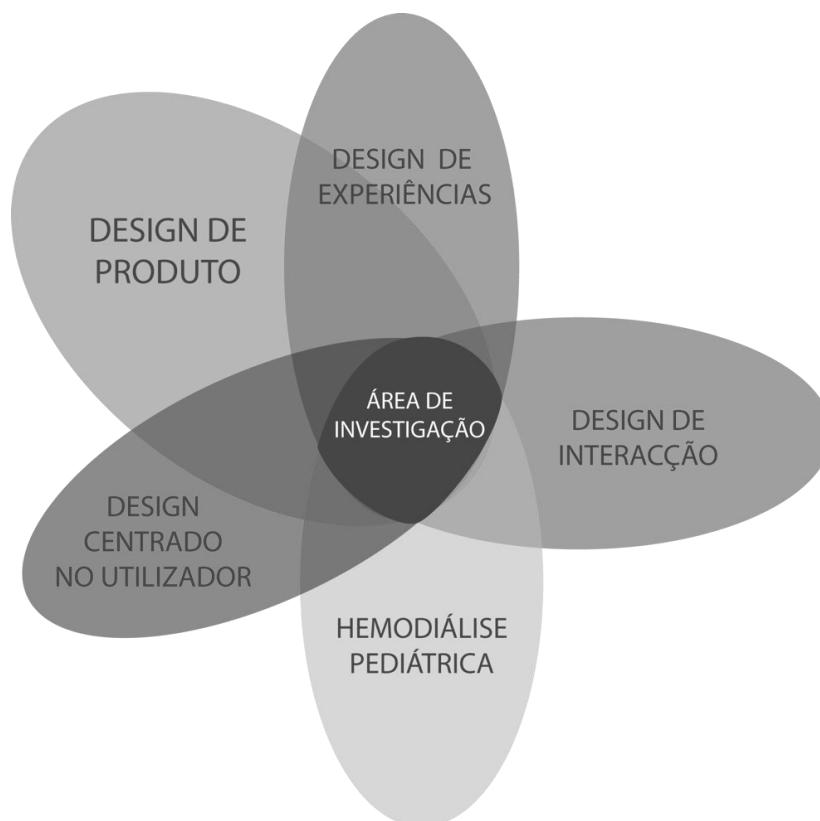 DESIGN DE
EXPERIÊNCIAS
DESIGN DE
PRODUTO
ÁREA DE
INVESTIGAÇÃO
DESIGN DE
INTERACÇÃO
DESIGN
CENTRADO
NO UTILIZADOR
HEMODIÁLISE
PEDIÁTRICA